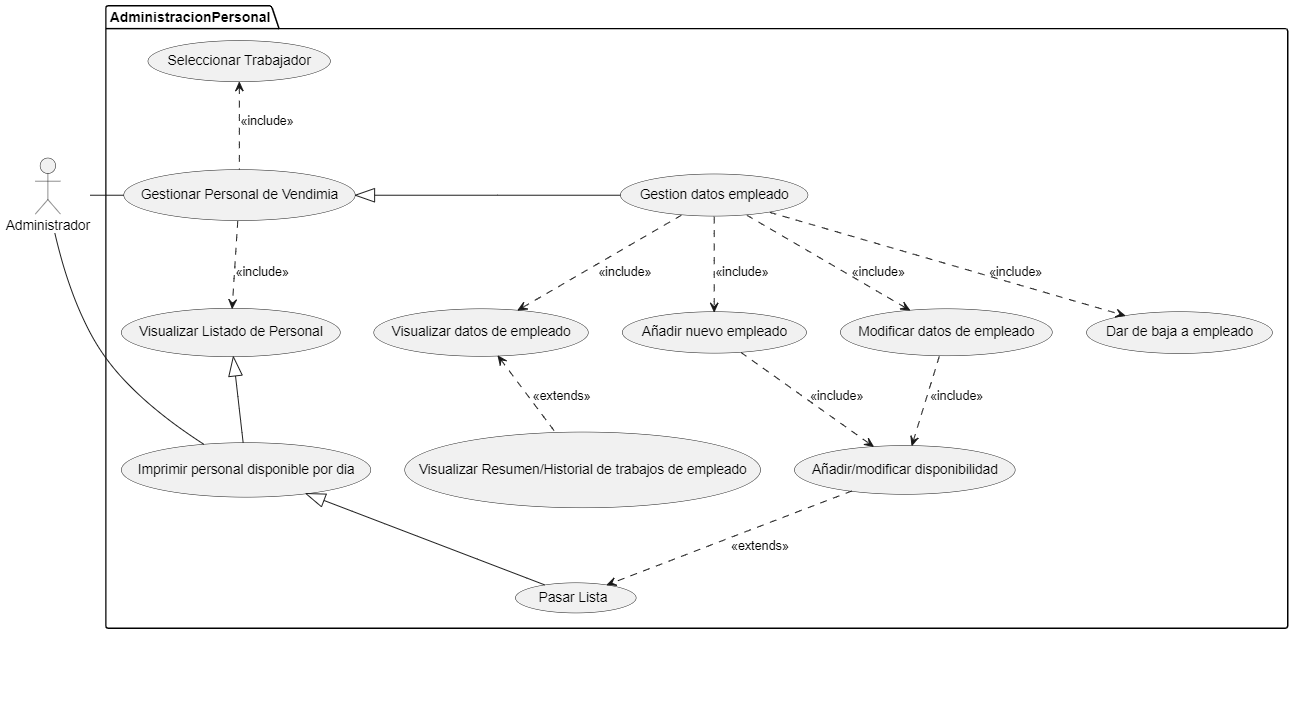 AdministracionPersonal
Seleccionar Trabajador
«include»
Gestionar Personal de Vendimia
Gestion datos empleado
Administrador
«include»
«include»
«include»
«include»
«include»
Visualizar Listado de Personal
Visualizar datos de empleado
Añadir nuevo empleado
Modificar datos de empleado
Dar de baja a empleado
«extends»
«include»
«include»
Imprimir personal disponible por dia
Visualizar Resumen/Historial de trabajos de empleado
Añadir/modificar disponibilidad
«extends»
Pasar Lista